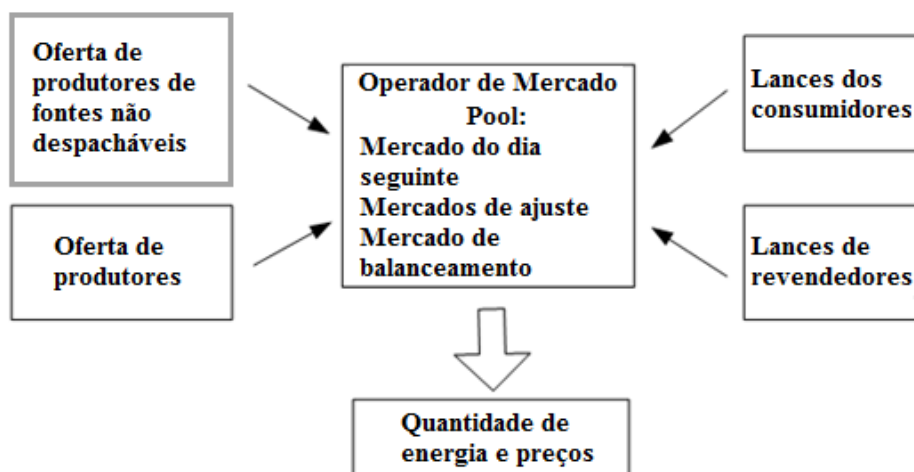 Oferta de
produtores de
fontes não
despacháveis
Oferta de
produtores
Operador de Mercado
Pool:
Mercado do dia
seguinte
Mercados de ajuste
Mercado de
balanceamento
Lances dos
consumidores
Lances de
revendedores
Quantidade de
energia e preços